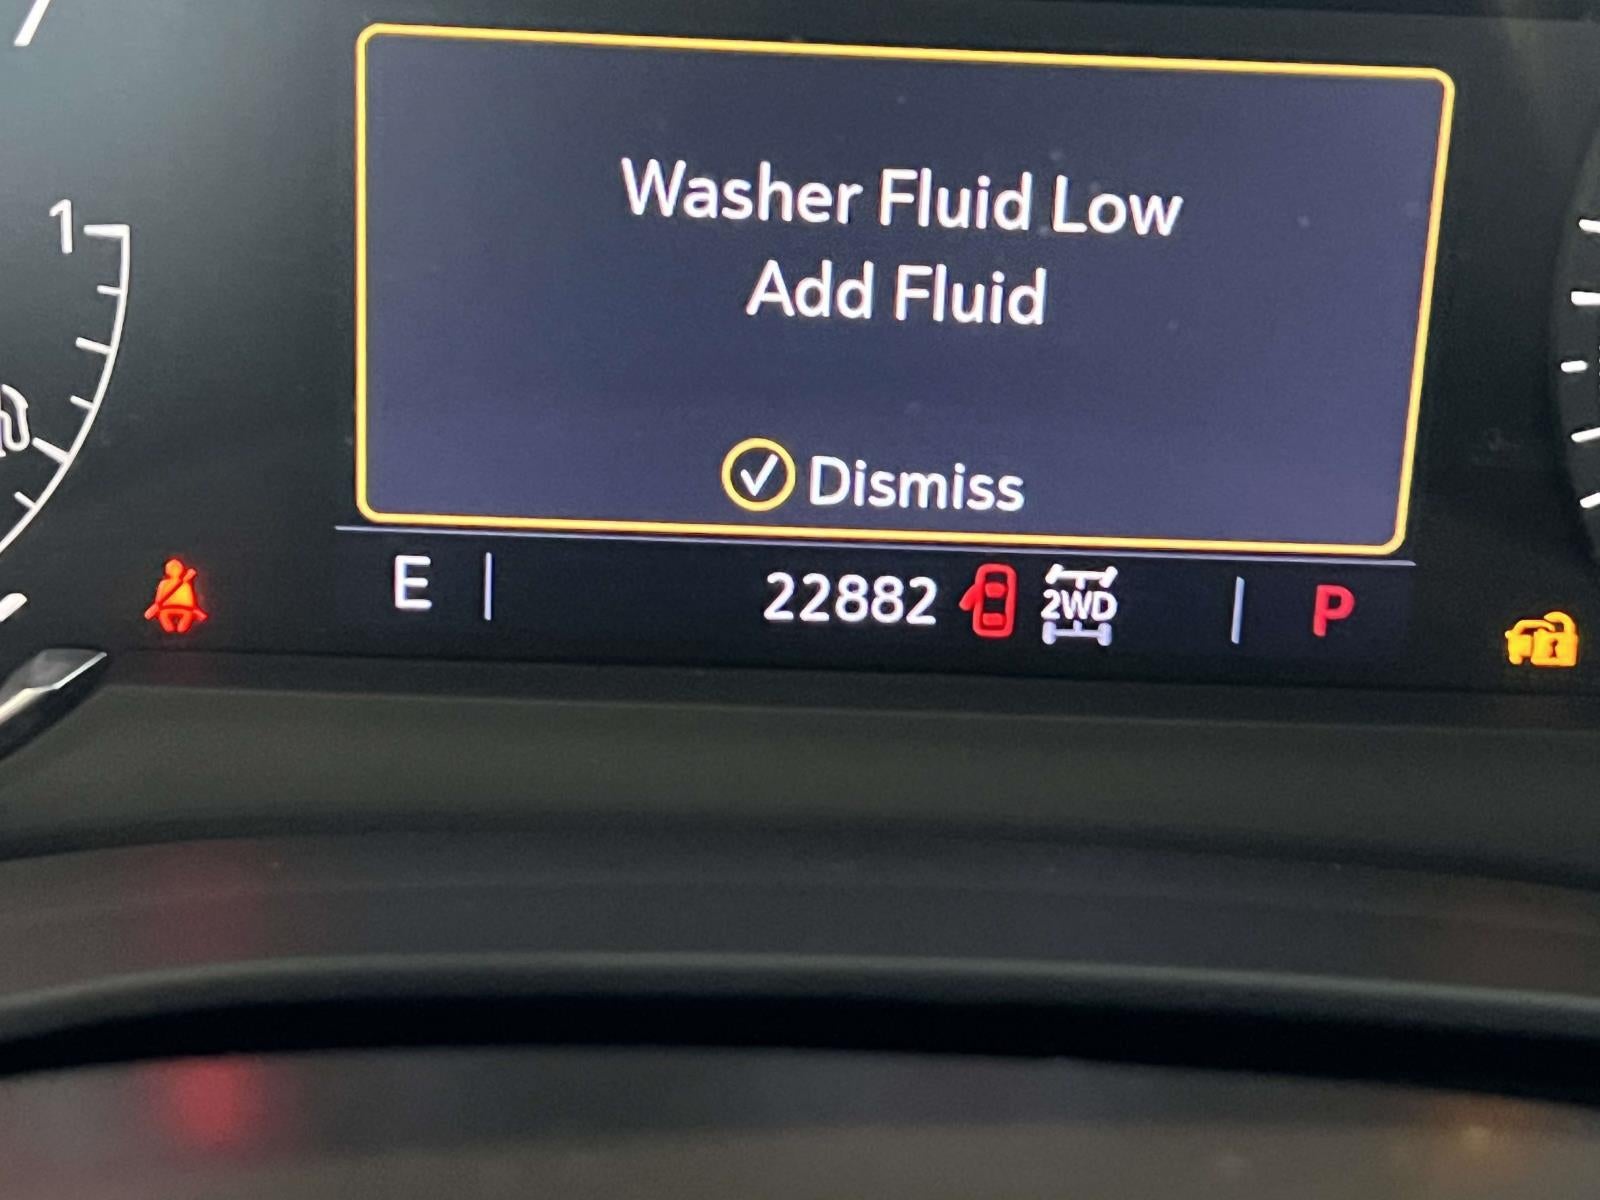 1
Washer Fluid Low
Add Fluid
Dismiss
E 22882 2WD P